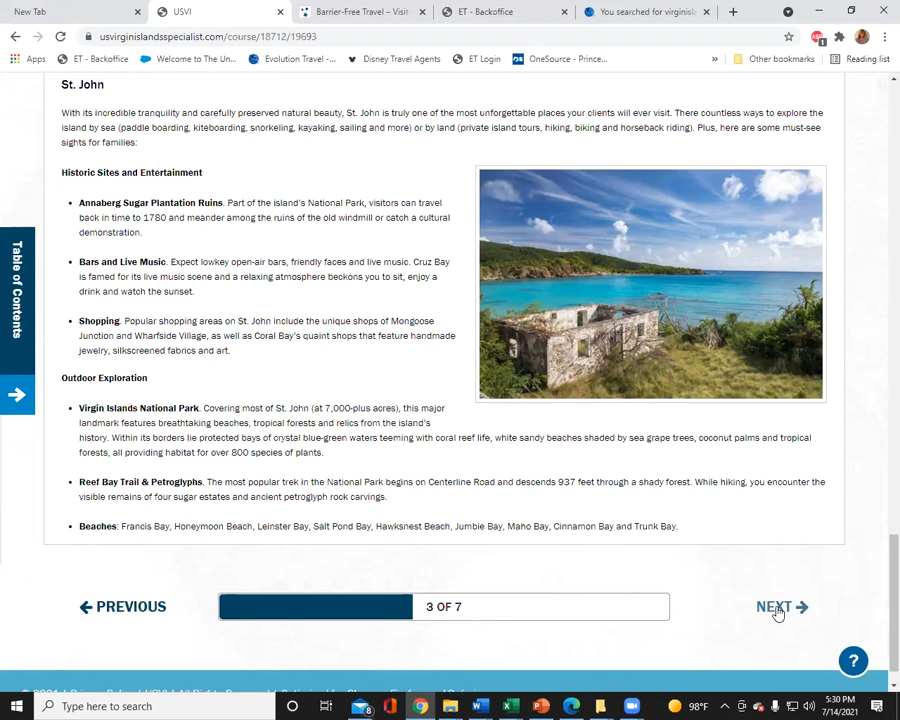 New Tab
USVI
Barrier-Free Travel – Visit
ET - Backoffice
You searched for virginisl
usvirginislandsspecialist.com/course/18712/19693
Apps
ET - Backoffice
Welcome to The Un...
Evolution Travel –...
Disney Travel Agents
ET Login
OneSource - Prince...
»
Other bookmarks
Reading list
St. John
With its incredible tranquility and carefully preserved natural beauty, St. John is truly one of the most unforgettable places your clients will ever visit. There countless ways to explore the
island by sea (paddle boarding, kiteboarding, snorkeling, kayaking, sailing and more) or by land (private island tours, hiking, biking and horseback riding). Plus, here are some must-see
sights for families:
Historic Sites and Entertainment
• Annaberg Sugar Plantation Ruins. Part of the island's National Park, visitors can travel
back in time to 1780 and meander among the ruins of the old windmill or catch a cultural
demonstration.
• Bars and Live Music. Expect lowkey open-air bars, friendly faces and live music. Cruz Bay
is famed for its live music scene and a relaxing atmosphere beckons you to sit, enjoy a
drink and watch the sunset.
• Shopping. Popular shopping areas on St. John include the unique shops of Mongoose
Junction and Wharfside Village, as well as Coral Bay's quaint shops that feature handmade
jewelry, silkscreened fabrics and art.
Outdoor Exploration
• Virgin Islands National Park. Covering most of St. John (at 7,000-plus acres), this major
landmark features breathtaking beaches, tropical forests and relics from the island's
history. Within its borders lie protected bays of crystal blue-green waters teeming with coral reef life, white sandy beaches shaded by sea grape trees, coconut palms and tropical
forests, all providing habitat for over 800 species of plants.
• Reef Bay Trail & Petroglyphs. The most popular trek in the National Park begins on Centerline Road and descends 937 feet through a shady forest. While hiking, you encounter the
visible remains of four sugar estates and ancient petroglyph rock carvings.
• Beaches: Francis Bay, Honeymoon Beach, Leinster Bay, Salt Pond Bay, Hawksnest Beach, Jumbie Bay, Maho Bay, Cinnamon Bay and Trunk Bay.
Table of Contents
PREVIOUS
3 OF 7
NEXT
?
Type here to search
8
98°F
5:30 PM
7/14/2021